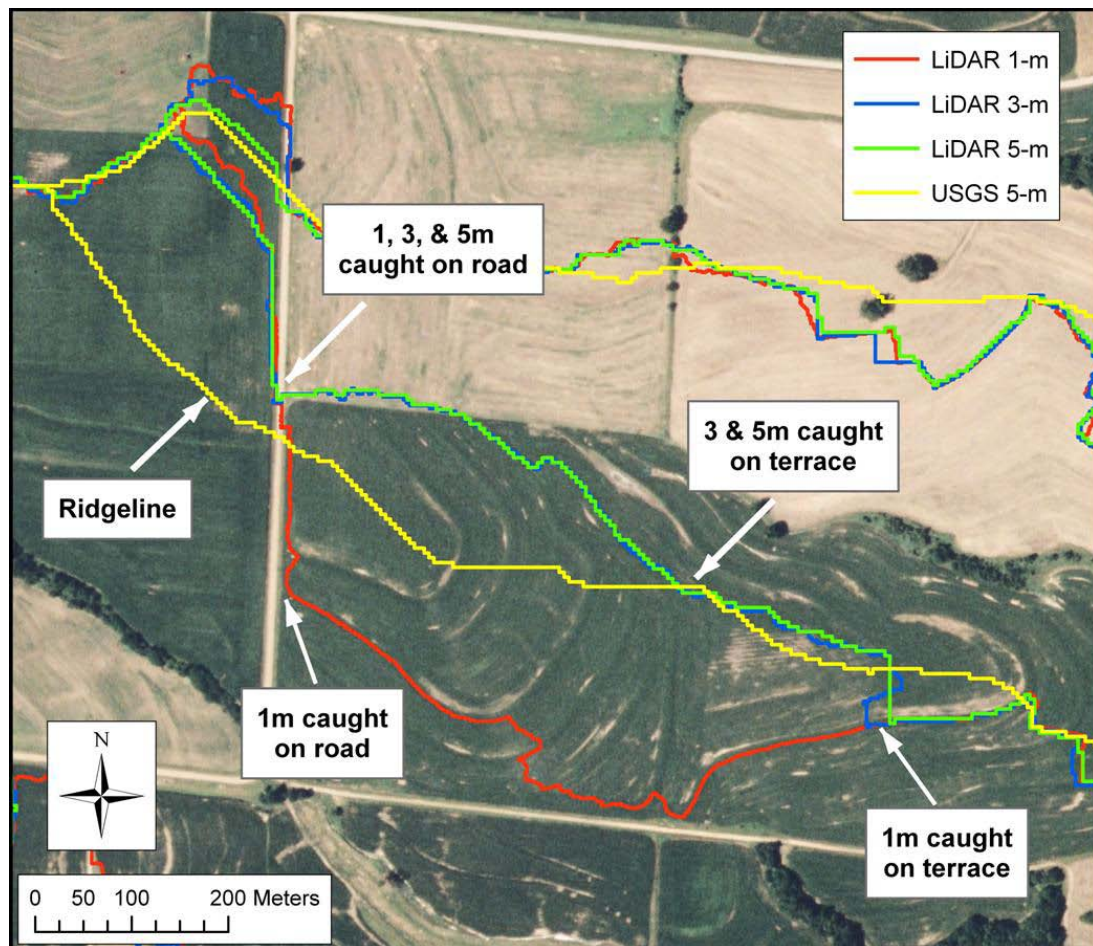 LiDAR 1-m
LiDAR 3-m
LiDAR 5-m
USGS 5-m
1, 3, & 5m
caught on road
3 & 5m caught
on terrace
Ridgeline
1m caught
on road
1m caught
on terrace
N
0 50 100 200 Meters